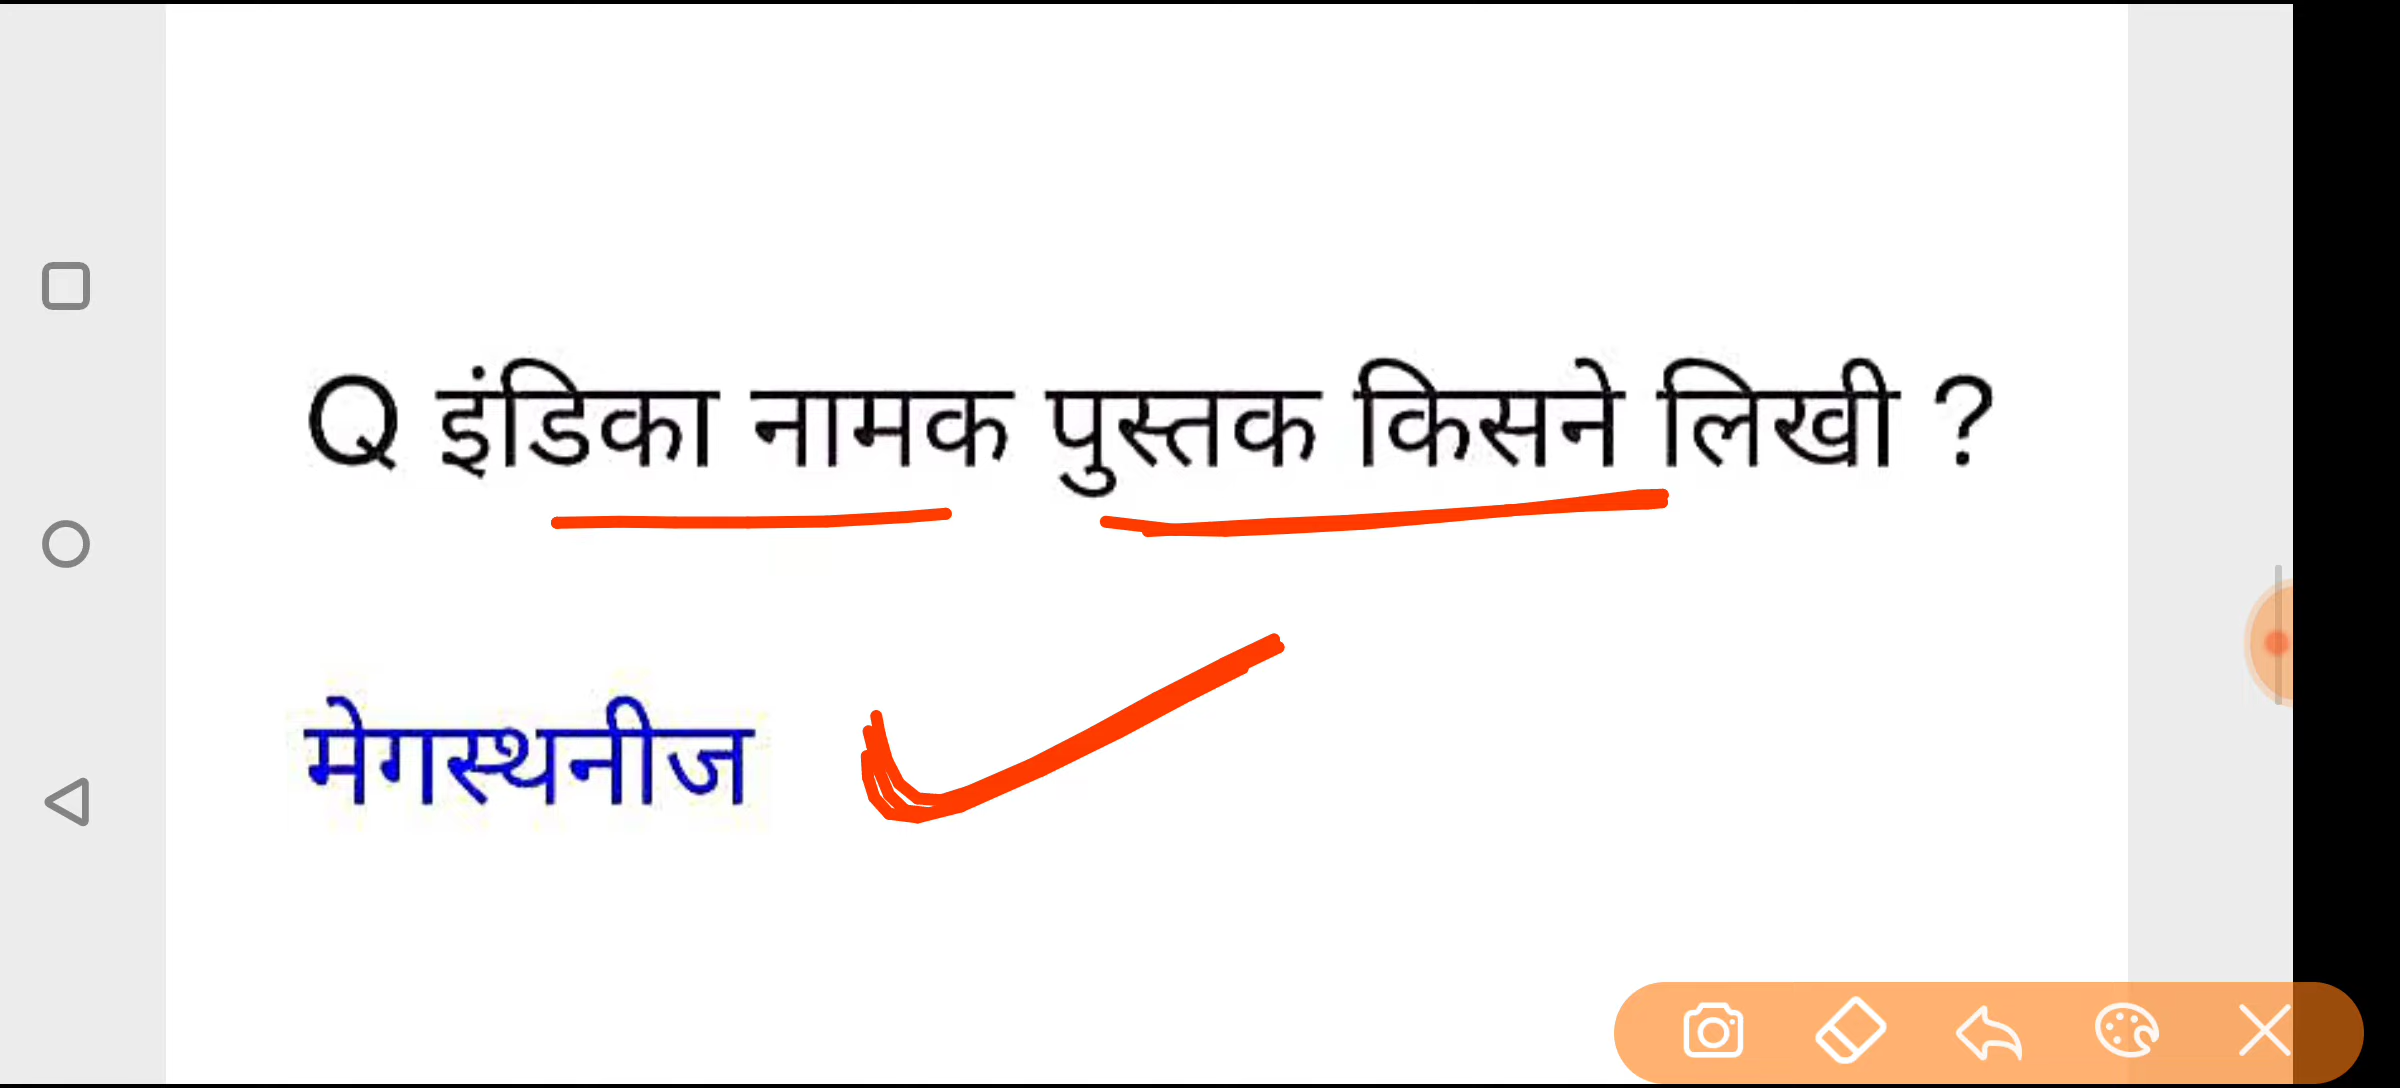 Q इंडिका नामक पुस्तक किसने लिखी ?
मेगस्थनीज